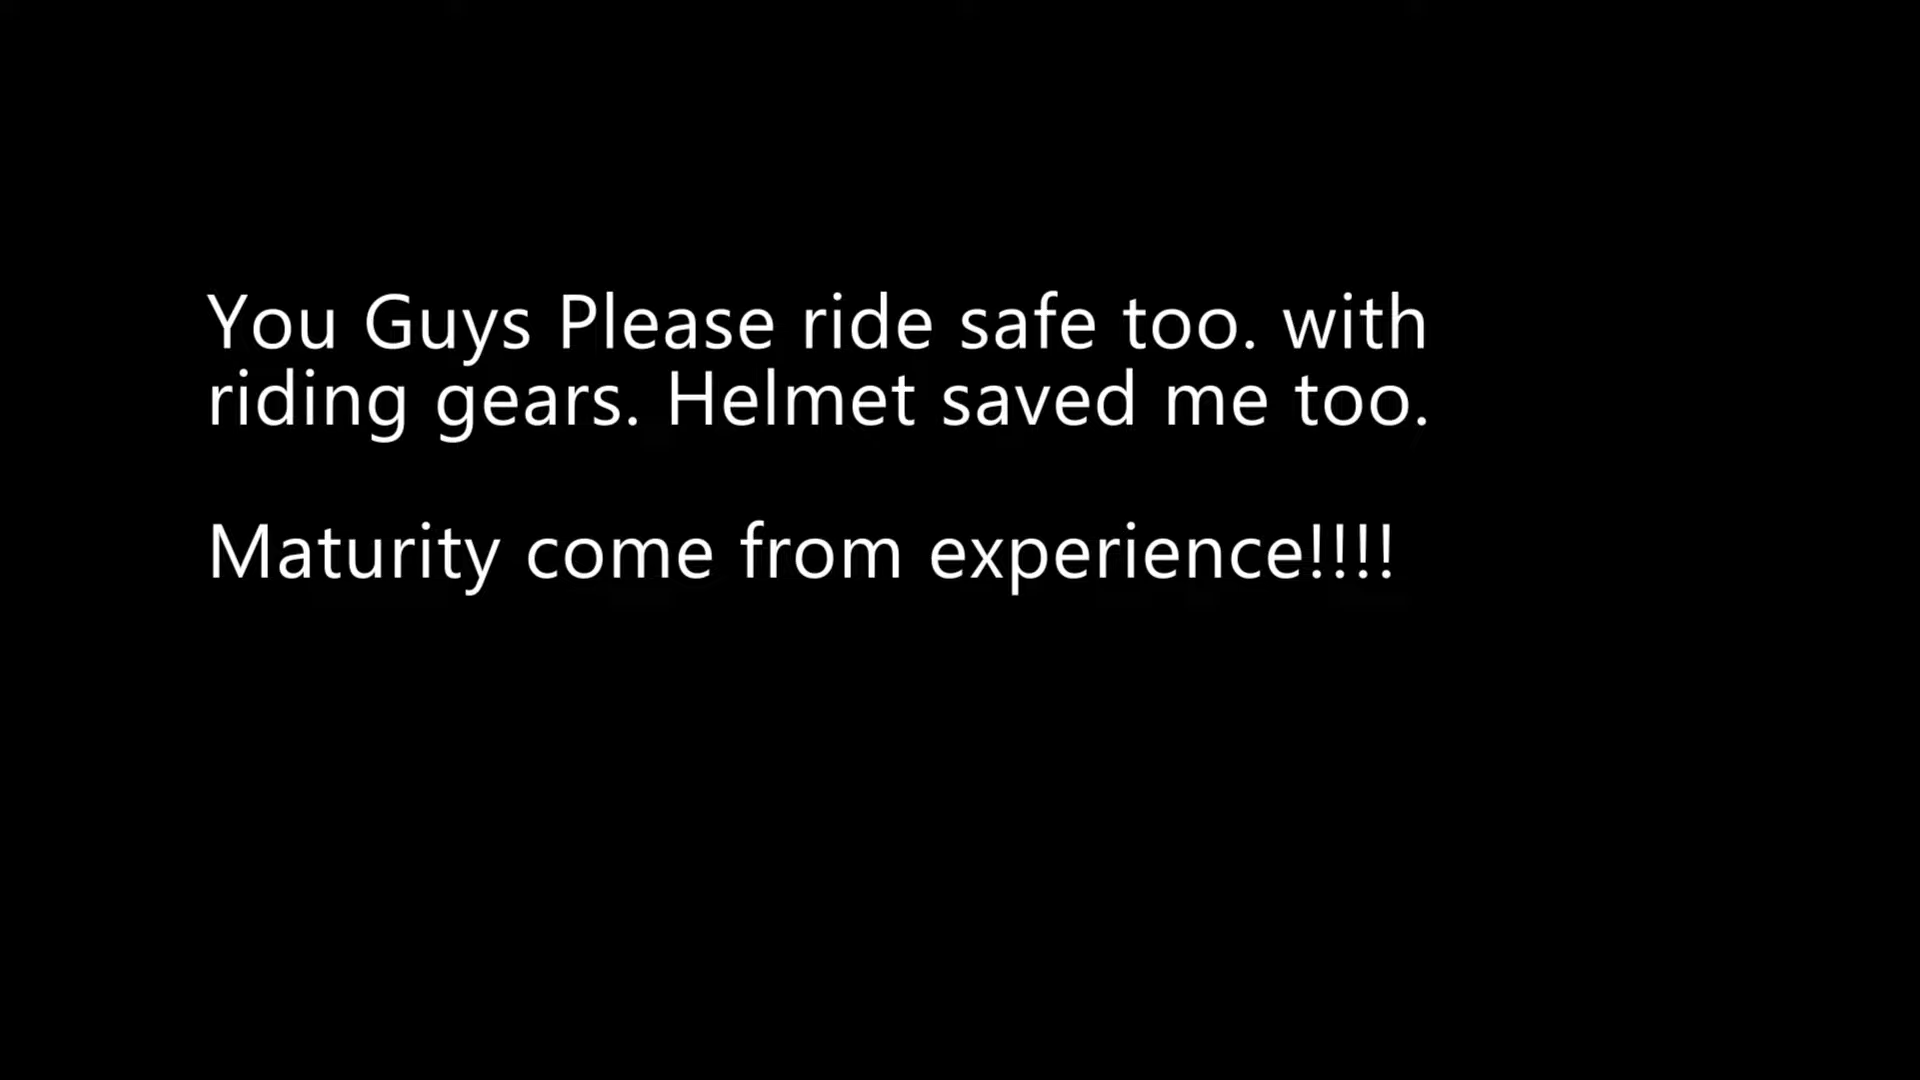 You Guys Please ride safe too. with
riding gears. Helmet saved me too.
Maturity come from experience!!!!